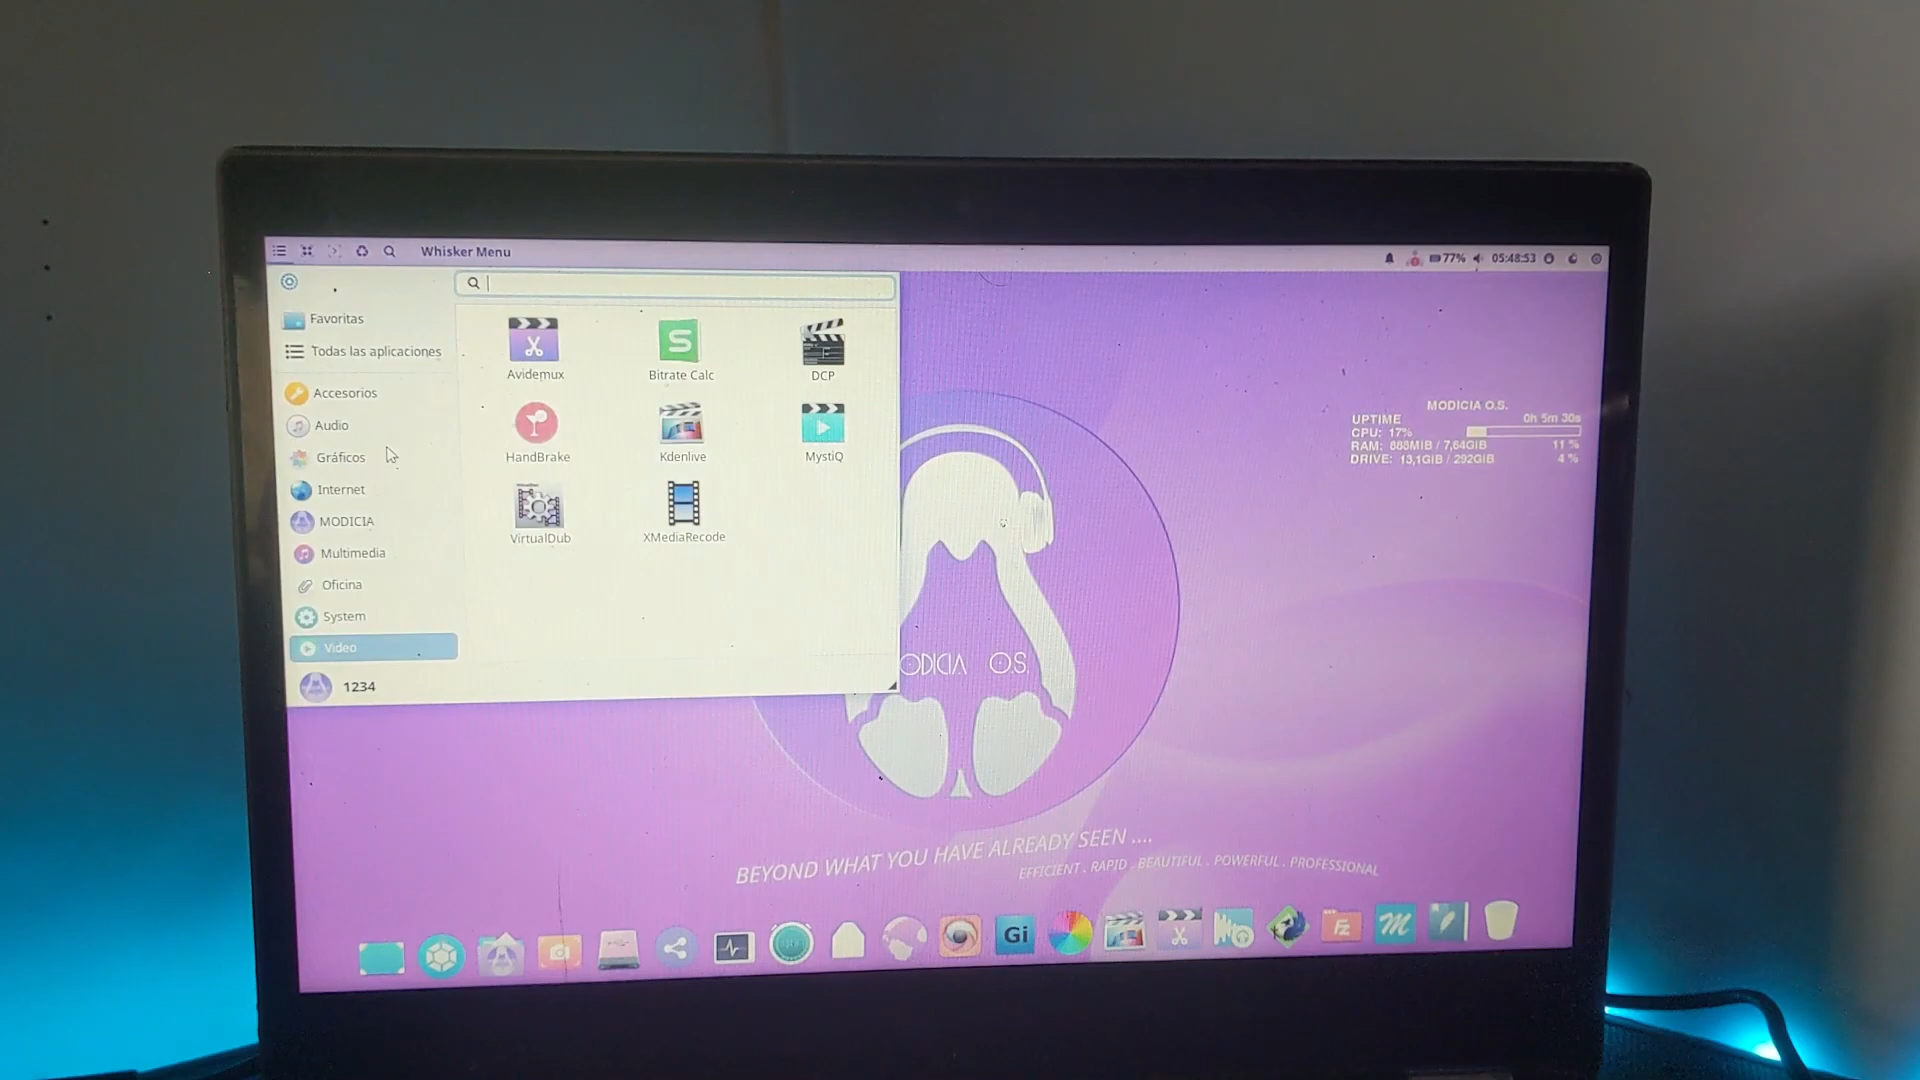 Whisker Menu
77%
05:48:53
Favoritas
Todas las aplicaciones
Accesorios
Audio
Gráficos
Internet
MODICIA
Multimedia
Oficina
System
Video
1234
Avidemux
Bitrate Calc
DCP
HandBrake
Kdenlive
MystiQ
VirtualDub
XMediaRecode
MODICIA O.S.
UPTIME 0h 5m 30s
CPU: 17%
RAM: 888MIB / 7,64GIB 11 %
DRIVE: 13,1GIB / 292GIB 4 %
ODICIA O.S.
BEYOND WHAT YOU HAVE ALREADY SEEN ....
EFFICIENT . RAPID . BEAUTIFUL . POWERFUL . PROFESSIONAL
Gi
Fz
M